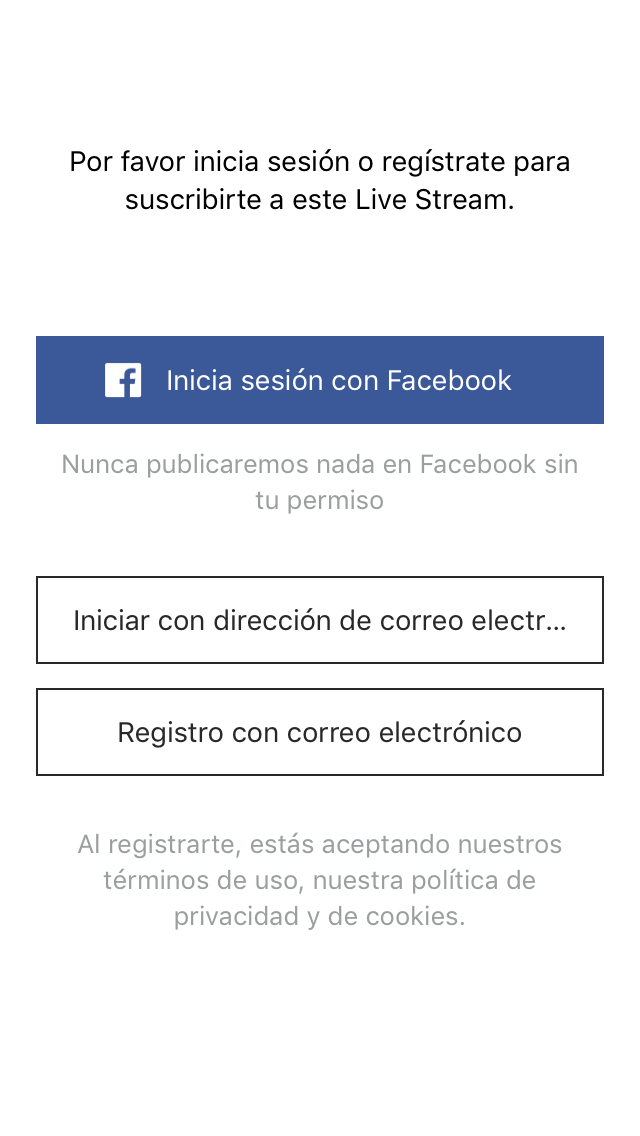 Por favor inicia sesión o regístrate para
suscribirte a este Live Stream.
Inicia sesión con Facebook
Nunca publicaremos nada en Facebook sin
tu permiso
Iniciar con dirección de correo electr...
Registro con correo electrónico
Al registrarte, estás aceptando nuestros
términos de uso, nuestra política de
privacidad y de cookies.